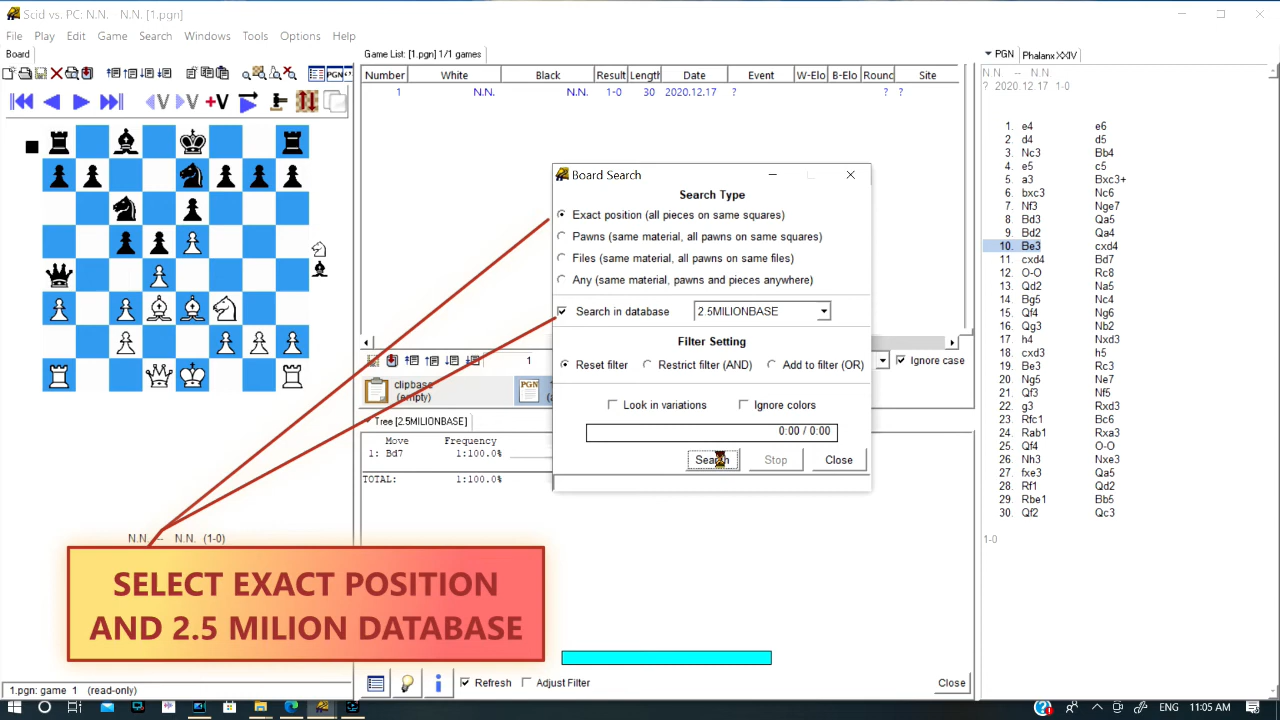 Scid vs. PC: N.N. N.N. [1.pgn]
File Play Edit Game Search Windows Tools Options Help
Board
Game List: [1.pgn] 1/1 games
Number White Black Result Length Date Event W-Elo B-Elo Round Site
1 N.N. N.N. 1-0 30 2020.12.17 ? ? ?
PGN Phalanx XXIV
N.N. -- N.N.
? 2020.12.17 1-0
1. e4 e6
2. d4 d5
3. Nc3 Bb4
4. e5 c5
5. a3 Bxc3+
6. bxc3 Nc6
7. Nf3 Nge7
8. Bd3 Qa5
9. Bd2 Qa4
10. Be3 cxd4
11. cxd4 Bd7
12. O-O Rc8
13. Qd2 Na5
14. Bg5 Nc4
15. Qf4 Ng6
16. Qg3 Nb2
17. h4 Nxd3
18. cxd3 h5
19. Be3 Rc3
20. Ng5 Ne7
21. Qf3 Nf5
22. g3 Rxd3
23. Rfc1 Bc6
24. Rab1 Rxa3
25. Qf4 O-O
26. Nh3 Nxe3
27. fxe3 Qa5
28. Rf1 Qd2
29. Rbe1 Bb5
30. Qf2 Qc3
1-0
Board Search
Search Type
Exact position (all pieces on same squares)
Pawns (same material, all pawns on same squares)
Files (same material, all pawns on same files)
Any (same material, pawns and pieces anywhere)
Search in database 2 5MILIONBASE
Filter Setting
Reset filter Restrict filter (AND) Add to filter (OR)
Look in variations Ignore colors
0:00 / 0:00
Search Stop Close
1
Ignore case
clipbase
(empty)
PGN
Tree [2.5MILIONBASE]
Move Frequency
1: Bd7 1:100.0%
TOTAL: 1:100.0%
N.N. -- N.N. (1-0)
SELECT EXACT POSITION
AND 2.5 MILION DATABASE
Refresh Adjust Filter Close
1.pgn: game 1 (read-only)
ENG 11:05 AM